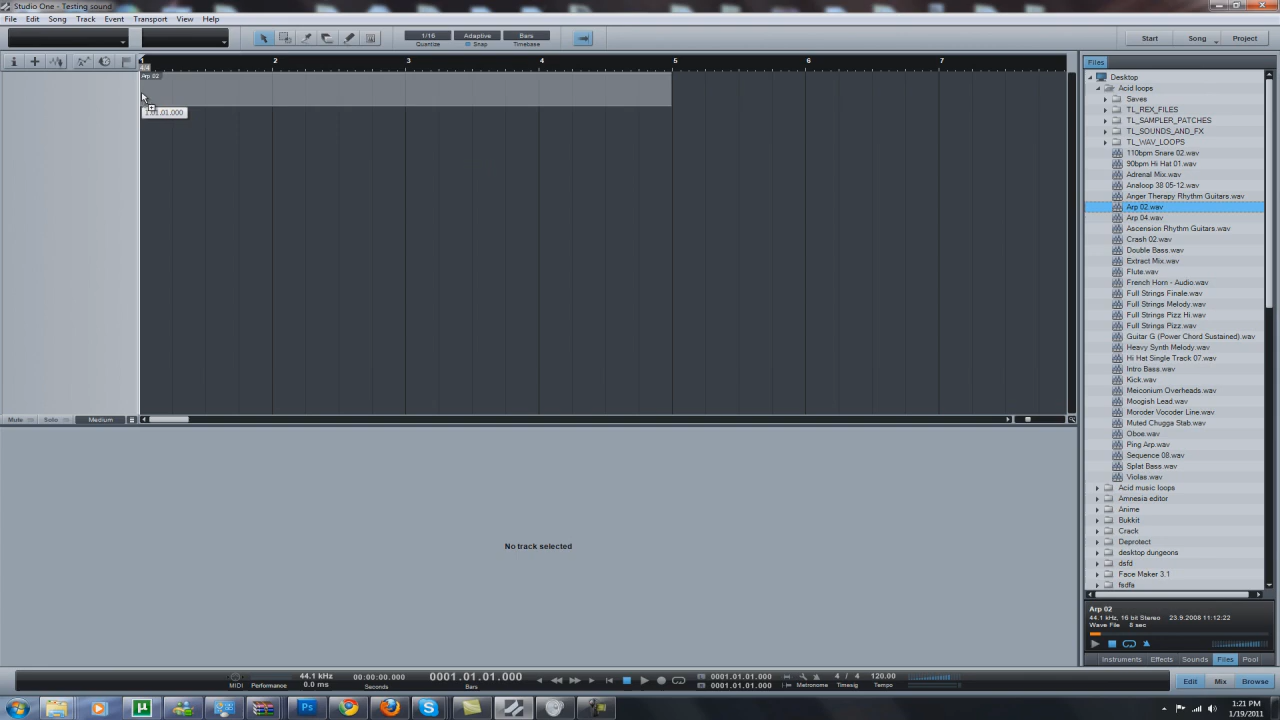 Studio One - Testing sound
File Edit Song Track Event Transport View Help
1/16 Adaptive Bars
Quantize Snap Timebase
Start Song Project
1 2 3 4 5 6 7
4/4
Arp 02
1.01.01.000
Mute Solo Medium
No track selected
Files
Desktop
Acid loops
Saves
TL_REX_FILES
TL_SAMPLER_PATCHES
TL_SOUNDS_AND_FX
TL_WAV_LOOPS
110bpm Snare 02.wav
90bpm Hi Hat 01.wav
Adrenal Mix.wav
Analoop 38 05-12.wav
Anger Therapy Rhythm Guitars.wav
Arp 02.wav
Arp 04.wav
Ascension Rhythm Guitars.wav
Crash 02.wav
Double Bass.wav
Extract Mix.wav
Flute.wav
French Horn - Audio.wav
Full Strings Finale.wav
Full Strings Melody.wav
Full Strings Pizz Hi.wav
Full Strings Pizz.wav
Guitar G (Power Chord Sustained).wav
Heavy Synth Melody.wav
Hi Hat Single Track 07.wav
Intro Bass.wav
Kick.wav
Meiconium Overheads.wav
Moogish Lead.wav
Moroder Vocoder Line.wav
Muted Chugga Stab.wav
Oboe.wav
Ping Arp.wav
Sequence 08.wav
Splat Bass.wav
Violas.wav
Acid music loops
Amnesia editor
Anime
Bukkit
Crack
Deprotect
desktop dungeons
dsfd
Face Maker 3.1
fsdfa
Arp 02
44.1 kHz, 16 bit Stereo 23.9.2008 11:12:22
Wave File 8 sec
Instruments Effects Sounds Files Pool
MIDI Performance
44.1 kHz
0.0 ms
00:00:00.000
Seconds
0001.01.01.00
Bars
L 0001.01.01.00
R 0001.01.01.00
Metronome
4 / 4
Timesig
120.00
Tempo
Edit Mix Browse
1:21 PM
1/19/2011